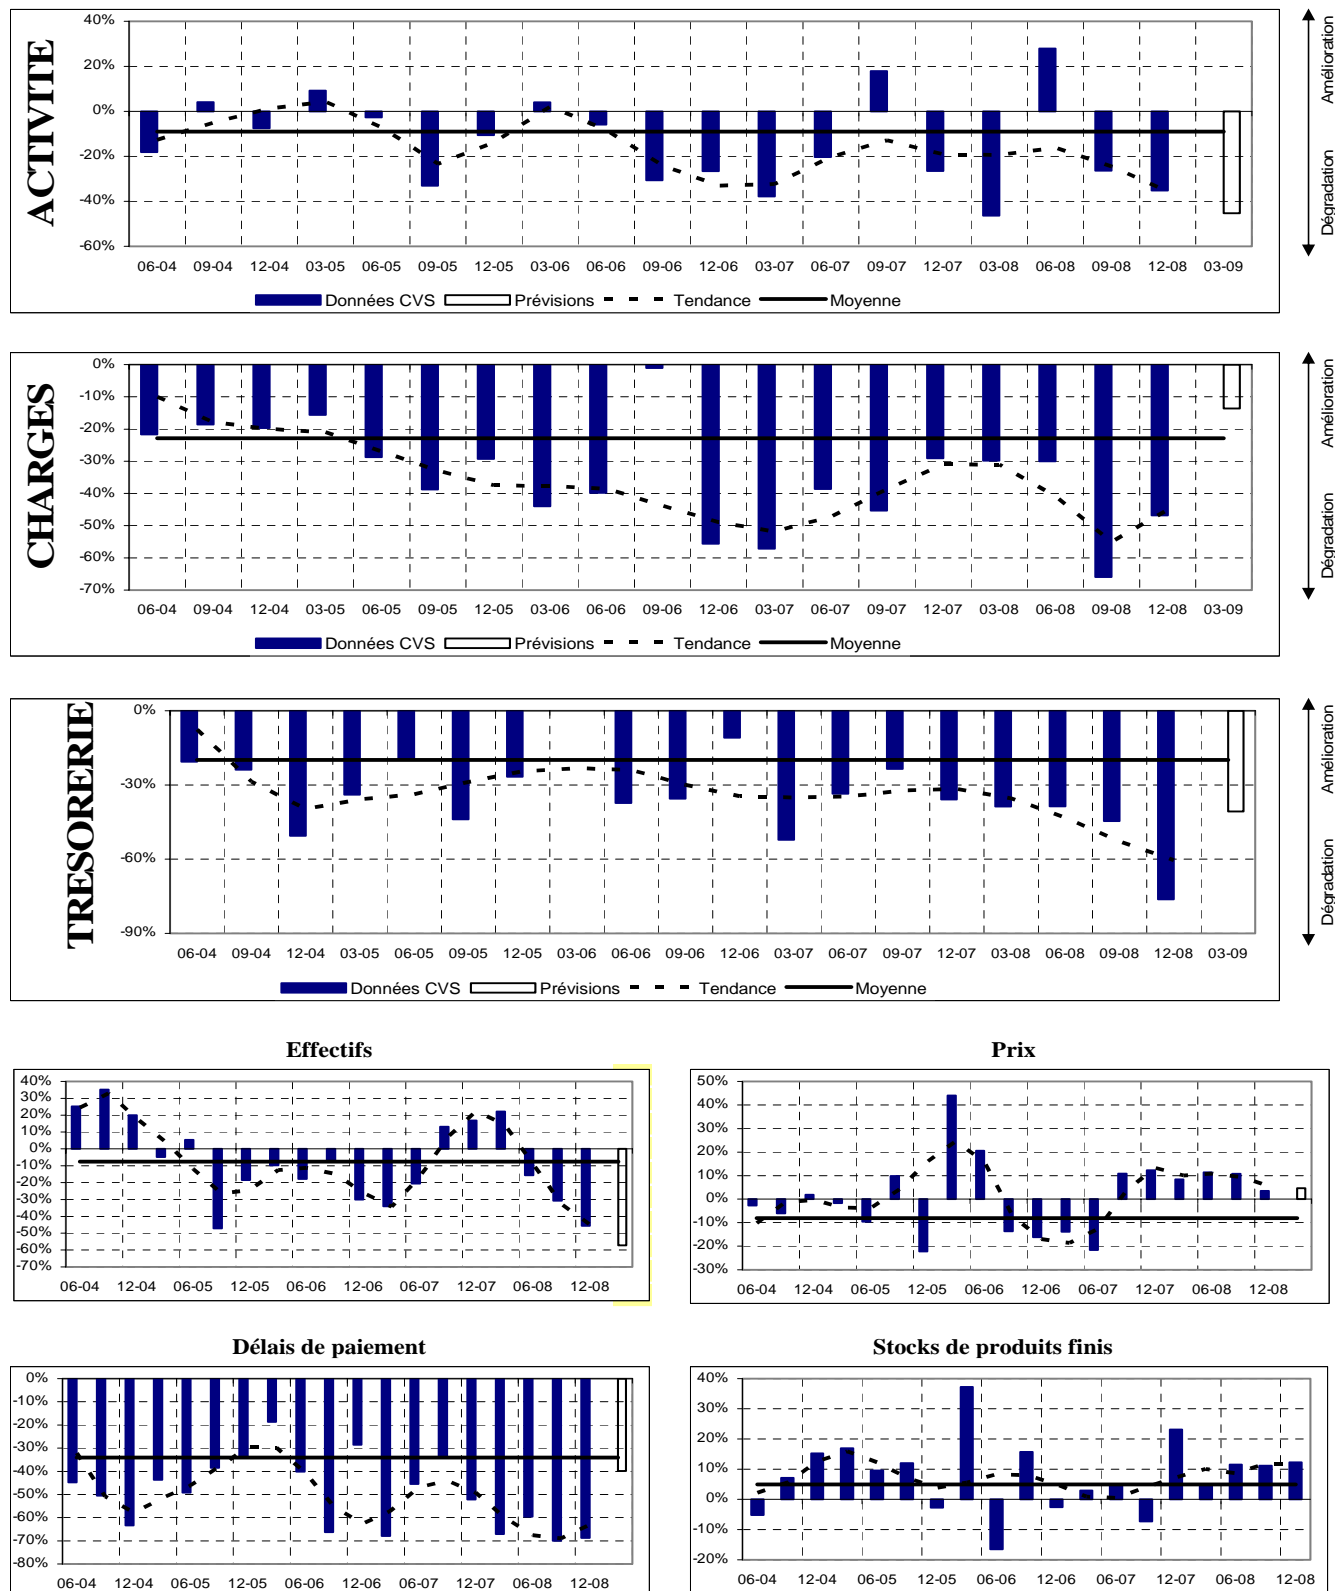 ACTIVITE
40%
20%
0%
-20%
-40%
-60%
06-04 09-04 12-04 03-05 06-05 09-05 12-05 03-06 06-06 09-06 12-06 03-07 06-07 09-07 12-07 03-08 06-08 09-08 12-08 03-09
Données CVS Prévisions Tendance Moyenne
Amélioration
Dégradation
CHARGES
0%
-10%
-20%
-30%
-40%
-50%
-60%
-70%
06-04 09-04 12-04 03-05 06-05 09-05 12-05 03-06 06-06 09-06 12-06 03-07 06-07 09-07 12-07 03-08 06-08 09-08 12-08 03-09
Données CVS Prévisions Tendance Moyenne
Amélioration
Dégradation
TRESORERIE
0%
-30%
-60%
-90%
06-04 09-04 12-04 03-05 06-05 09-05 12-05 03-06 06-06 09-06 12-06 03-07 06-07 09-07 12-07 03-08 06-08 09-08 12-08 03-09
Données CVS Prévisions Tendance Moyenne
Amélioration
Dégradation
Effectifs
40%
30%
20%
10%
0%
-10%
-20%
-30%
-40%
-50%
-60%
-70%
06-04 12-04 06-05 12-05 06-06 12-06 06-07 12-07 06-08 12-08
Prix
50%
40%
30%
20%
10%
0%
-10%
-20%
-30%
06-04 12-04 06-05 12-05 06-06 12-06 06-07 12-07 06-08 12-08
Délais de paiement
0%
-10%
-20%
-30%
-40%
-50%
-60%
-70%
-80%
06-04 12-04 06-05 12-05 06-06 12-06 06-07 12-07 06-08 12-08
Stocks de produits finis
40%
30%
20%
10%
0%
-10%
-20%
06-04 12-04 06-05 12-05 06-06 12-06 06-07 12-07 06-08 12-08